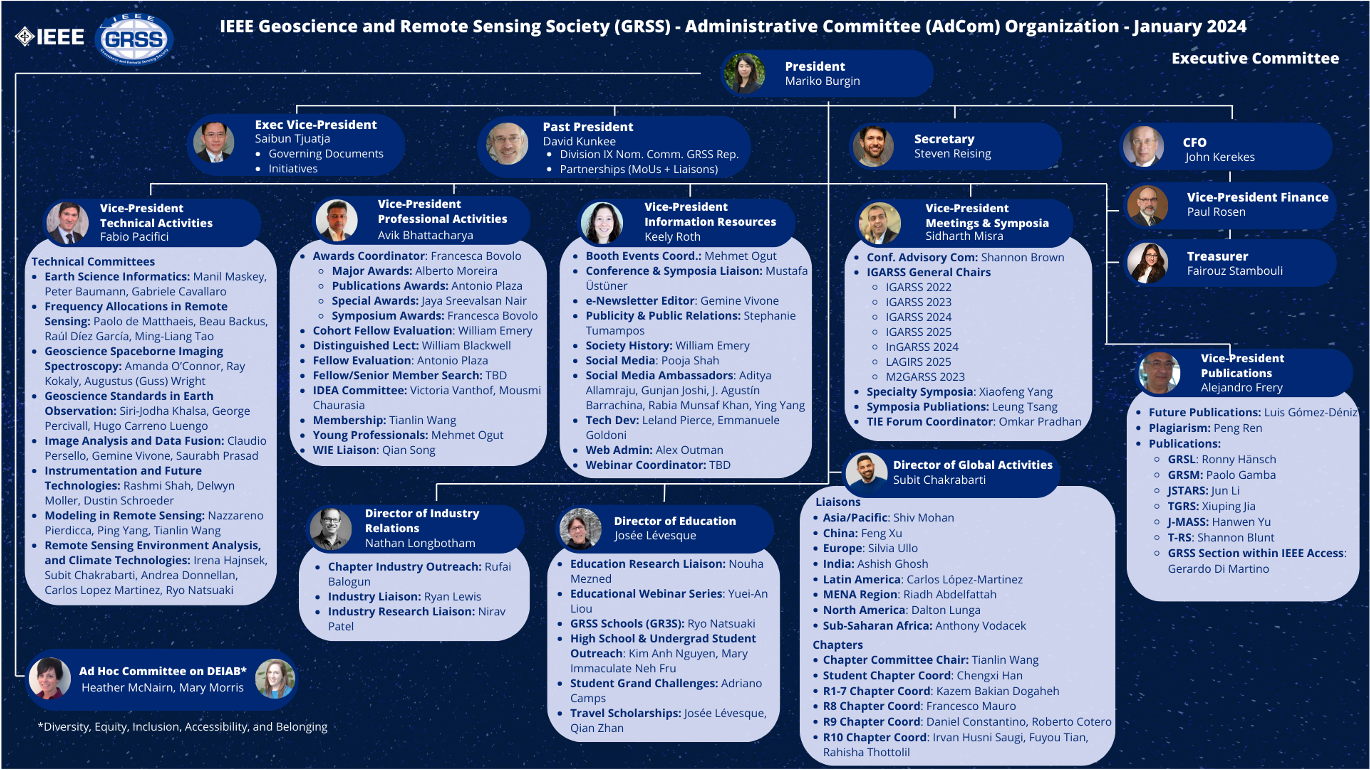 IEEE Geoscience and Remote Sensing Society (GRSS) - Administrative Committee (AdCom) Organization - January 2024
IEEE
IEEE
GRSS
Executive Committee
President
Mariko Burgin
Exec Vice-President
Saibun Tjuatja
• Governing Documents
• Initiatives
Past President
David Kunkee
• Division IX Nom. Comm. GRSS Rep.
• Partnerships (MoUs + Liaisons)
Secretary
Steven Reising
CFO
John Kerekes
Vice-President Finance
Paul Rosen
Treasurer
Fairouz Stambouli
Vice-President
Technical Activities
Fabio Pacifici
Technical Committees
• Earth Science Informatics: Manil Maskey,
Peter Baumann, Gabriele Cavallaro
• Frequency Allocations in Remote
Sensing: Paolo de Matthaeis, Beau Backus,
Raúl Díez García, Ming-Liang Tao
• Geoscience Spaceborne Imaging
Spectroscopy: Amanda O’Connor, Ray
Kokaly, Augustus (Guss) Wright
• Geoscience Standards in Earth
Observation: Siri-Jodha Khalsa, George
Percivall, Hugo Carreno Luengo
• Image Analysis and Data Fusion: Claudio
Persello, Gemine Vivone, Saurabh Prasad
• Instrumentation and Future
Technologies: Rashmi Shah, Delwyn
Moller, Dustin Schroeder
• Modeling in Remote Sensing: Nazzareno
Pierdicca, Ping Yang, Tianlin Wang
• Remote Sensing Environment Analysis,
and Climate Technologies: Irena Hajnsek,
Subit Chakrabarti, Andrea Donnellan,
Carlos Lopez Martinez, Ryo Natsuaki
Vice-President
Professional Activities
Avik Bhattacharya
• Awards Coordinator: Francesca Bovolo
◦ Major Awards: Alberto Moreira
◦ Publications Awards: Antonio Plaza
◦ Special Awards: Jaya Sreevalsan Nair
◦ Symposium Awards: Francesca Bovolo
• Cohort Fellow Evaluation: William Emery
• Distinguished Lect: William Blackwell
• Fellow Evaluation: Antonio Plaza
• Fellow/Senior Member Search: TBD
• IDEA Committee: Victoria Vanthof, Mousmi
Chaurasia
• Membership: Tianlin Wang
• Young Professionals: Mehmet Ogut
• WIE Liaison: Qian Song
Vice-President
Information Resources
Keely Roth
• Booth Events Coord.: Mehmet Ogut
• Conference & Symposia Liaison: Mustafa
Üstüner
• e-Newsletter Editor: Gemine Vivone
• Publicity & Public Relations: Stephanie
Tumampos
• Society History: William Emery
• Social Media: Pooja Shah
• Social Media Ambassadors: Aditya
Allamraju, Gunjan Joshi, J. Agustín
Barrachina, Rabia Munsaf Khan, Ying Yang
• Tech Dev: Leland Pierce, Emmanuele
Goldoni
• Web Admin: Alex Outman
• Webinar Coordinator: TBD
Vice-President
Meetings & Symposia
Sidharth Misra
• Conf. Advisory Com: Shannon Brown
• IGARSS General Chairs
◦ IGARSS 2022
◦ IGARSS 2023
◦ IGARSS 2024
◦ IGARSS 2025
◦ InGARSS 2024
◦ LAGIRS 2025
◦ M2GARSS 2023
• Specialty Symposia: Xiaofeng Yang
• Symposia Publiations: Leung Tsang
• TIE Forum Coordinator: Omkar Pradhan
Vice-President
Publications
Alejandro Frery
• Future Publications: Luis Gómez-Déniz
• Plagiarism: Peng Ren
• Publications:
◦ GRSL: Ronny Hänsch
◦ GRSM: Paolo Gamba
◦ JSTARS: Jun Li
◦ TGRS: Xiuping Jia
◦ J-MASS: Hanwen Yu
◦ T-RS: Shannon Blunt
◦ GRSS Section within IEEE Access:
Gerardo Di Martino
Director of Industry
Relations
Nathan Longbotham
• Chapter Industry Outreach: Rufai
Balogun
• Industry Liaison: Ryan Lewis
• Industry Research Liaison: Nirav
Patel
Director of Education
Josée Lévesque
• Education Research Liaison: Nouha
Mezned
• Educational Webinar Series: Yuei-An
Liou
• GRSS Schools (GR3S): Ryo Natsuaki
• High School & Undergrad Student
Outreach: Kim Anh Nguyen, Mary
Immaculate Neh Fru
• Student Grand Challenges: Adriano
Camps
• Travel Scholarships: Josée Lévesque,
Qian Zhan
Director of Global Activities
Subit Chakrabarti
Liaisons
• Asia/Pacific: Shiv Mohan
• China: Feng Xu
• Europe: Silvia Ullo
• India: Ashish Ghosh
• Latin America: Carlos López-Martinez
• MENA Region: Riadh Abdelfattah
• North America: Dalton Lunga
• Sub-Saharan Africa: Anthony Vodacek
Chapters
• Chapter Committee Chair: Tianlin Wang
• Student Chapter Coord: Chengxi Han
• R1-7 Chapter Coord: Kazem Bakian Dogaheh
• R8 Chapter Coord: Francesco Mauro
• R9 Chapter Coord: Daniel Constantino, Roberto Cotero
• R10 Chapter Coord: Irvan Husni Saugi, Fuyou Tian,
Rahisha Thottolil
Ad Hoc Committee on DEIAB*
Heather McNairn, Mary Morris
*Diversity, Equity, Inclusion, Accessibility, and Belonging